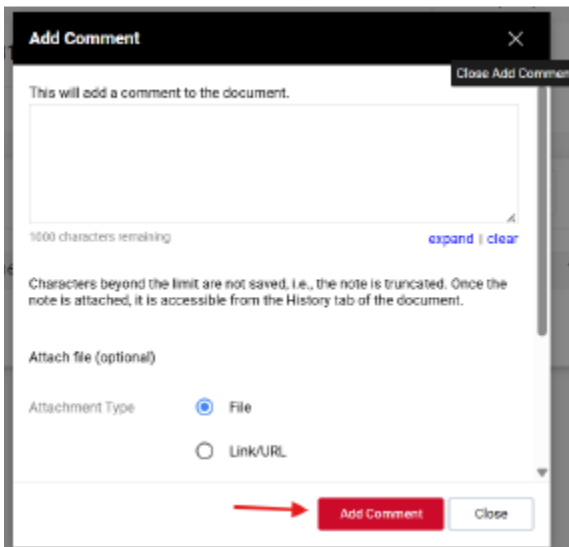 Add Comment
Close Add Commen
This will add a comment to the document.
1000 characters remaining
expand | clear
Characters beyond the limit are not saved, i.e., the note is truncated. Once the
note is attached, it is accessible from the History tab of the document.
Attach file (optional)
Attachment Type
File
Link/URL
Add Comment
Close